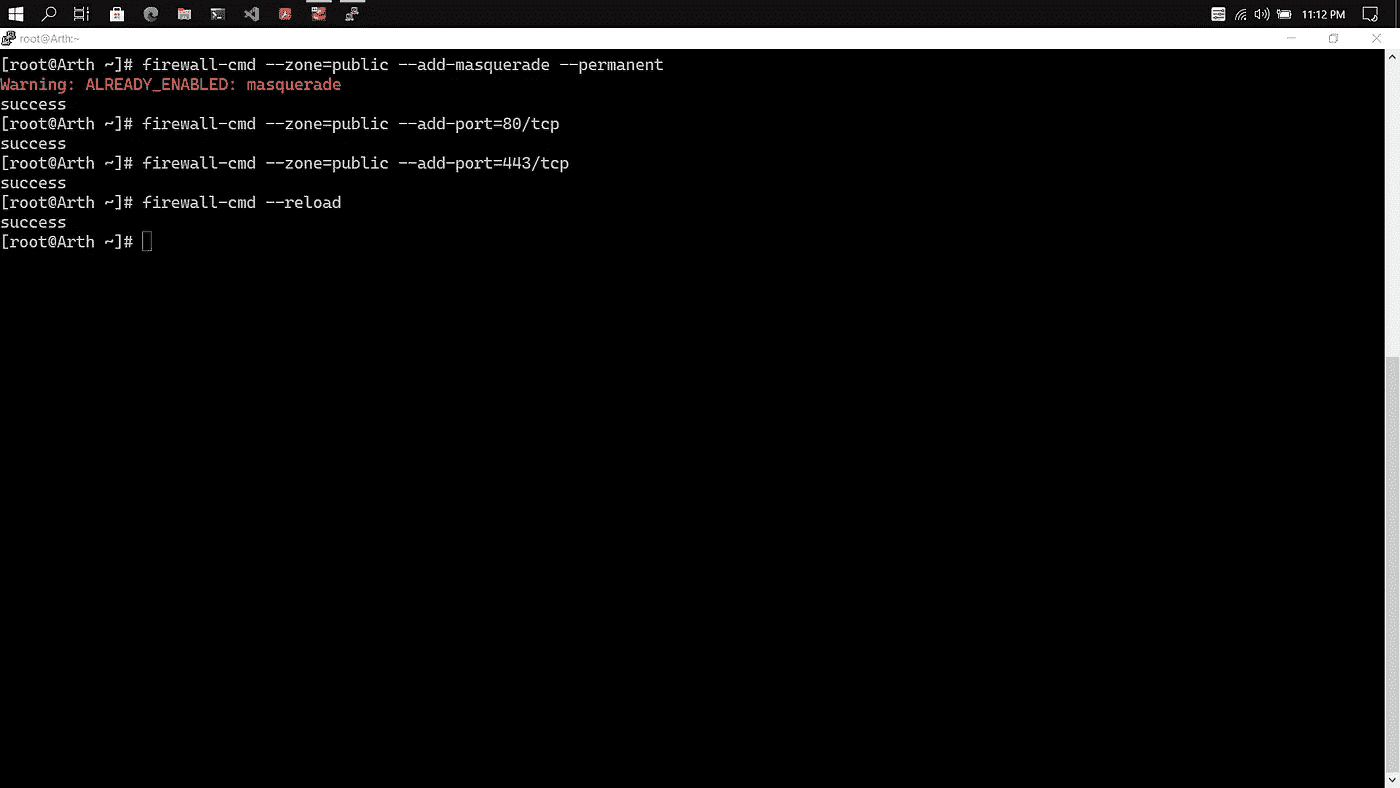 11:12 PM
root@Arth:~
[root@Arth ~]# firewall-cmd --zone=public --add-masquerade --permanent
Warning: ALREADY_ENABLED: masquerade
success
[root@Arth ~]# firewall-cmd --zone=public --add-port=80/tcp
success
[root@Arth ~]# firewall-cmd --zone=public --add-port=443/tcp
success
[root@Arth ~]# firewall-cmd --reload
success
[root@Arth ~]#